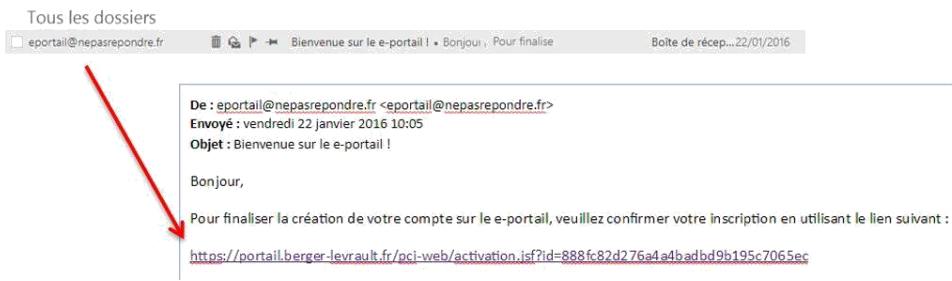 Tous les dossiers
eportail@nepasrepondre.fr Bienvenue sur le e-portail ! • Bonjour, Pour finalise Boîte de récep...22/01/2016
De : eportail@nepasrepondre.fr <eportail@nepasrepondre.fr>
Envoyé : vendredi 22 janvier 2016 10:05
Objet : Bienvenue sur le e-portail !
Bonjour,
Pour finaliser la création de votre compte sur le e-portail, veuillez confirmer votre inscription en utilisant le lien suivant :
https://portail.berger-levrault.fr/pci-web/activation.jsf?id=888fc82d276a4a4badbd9b195c7065ec